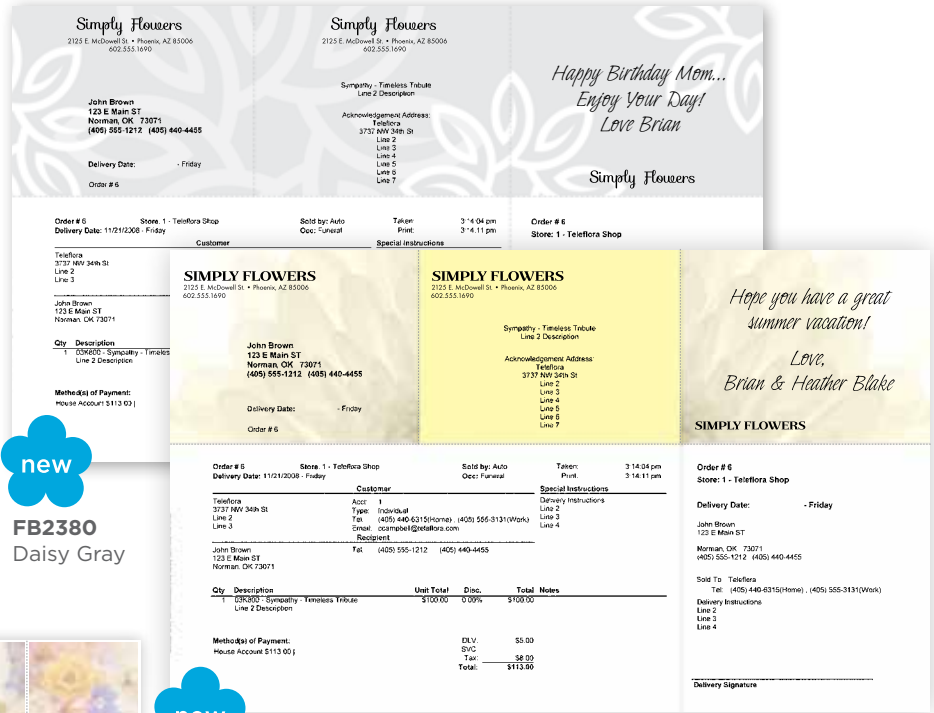 Simply Flowers
2125 E. McDowell St. • Phoenix, AZ 85006
602.555.1690
John Brown
123 E Main ST
Norman, OK 73071
(405) 555-1212 (405) 440-4455
Delivery Date: - Friday
Order # 6
Simply Flowers
2125 E. McDowell St. • Phoenix, AZ 85006
602.555.1690
Sympathy - Timeless Tribute
Line 2 Description
Acknowledgement Address:
Teleflora
3737 NW 34th St
Line 2
Line 3
Line 4
Line 5
Line 6
Line 7
Happy Birthday Mom...
Enjoy Your Day!
Love Brian
Simply Flowers
Order # 6 Store: 1 - Teleflora Shop Sold by: Auto Taken: 3:14:04 pm
Delivery Date: 11/21/2008 - Friday Occ: Funeral Print: 3:14:11 pm
Customer Special Instructions
Teleflora
3737 NW 34th St
Line 2
Line 3
John Brown
123 E Main ST
Norman, OK 73071
Qty Description
1 03K800 - Sympathy - Timeles
Line 2 Description
Method(s) of Payment:
House Account $113.00
Order # 6
Store: 1 - Teleflora Shop
new
FB2380
Daisy Gray
SIMPLY FLOWERS
2125 E. McDowell St. • Phoenix, AZ 85006
602.555.1690
John Brown
123 E Main ST
Norman, OK 73071
(405) 555-1212 (405) 440-4455
Delivery Date: - Friday
Order # 6
SIMPLY FLOWERS
2125 E. McDowell St. • Phoenix, AZ 85006
602.555.1690
Sympathy - Timeless Tribute
Line 2 Description
Acknowledgement Address:
Teleflora
3737 NW 34th St
Line 2
Line 3
Line 4
Line 5
Line 6
Line 7
Hope you have a great
summer vacation!
Love,
Brian & Heather Blake
SIMPLY FLOWERS
Order # 6 Store: 1 - Teleflora Shop Sold by: Auto Taken: 3:14:04 pm
Delivery Date: 11/21/2008 - Friday Occ: Funeral Print: 3:14:11 pm
Customer Special Instructions
Teleflora Acct: 1 Delivery Instructions
3737 NW 34th St Type: Individual Line 2
Line 2 Tel: (405) 440-6315(Home) , (405) 555-3131(Work) Line 3
Line 3 Email: ccampbell@teleflora.com Line 4
Recipient
John Brown Tel: (405) 555-1212 (405) 440-4455
123 E Main ST
Norman, OK 73071
Qty Description Unit Total Disc. Total Notes
1 03K800 - Sympathy - Timeless Tribute $100.00 0.00% $100.00
Line 2 Description
Method(s) of Payment: DLV: $5.00
House Account $113.00 SVC
Tax: $8.00
Total: $113.00
Order # 6
Store: 1 - Teleflora Shop
Delivery Date: - Friday
John Brown
123 E Main ST
Norman, OK 73071
(405) 555-1212 (405) 440-4455
Sold To Teleflora
Tel: (405) 440-6315(Home) , (405) 555-3131(Work)
Delivery Instructions
Line 2
Line 3
Line 4
Delivery Signature